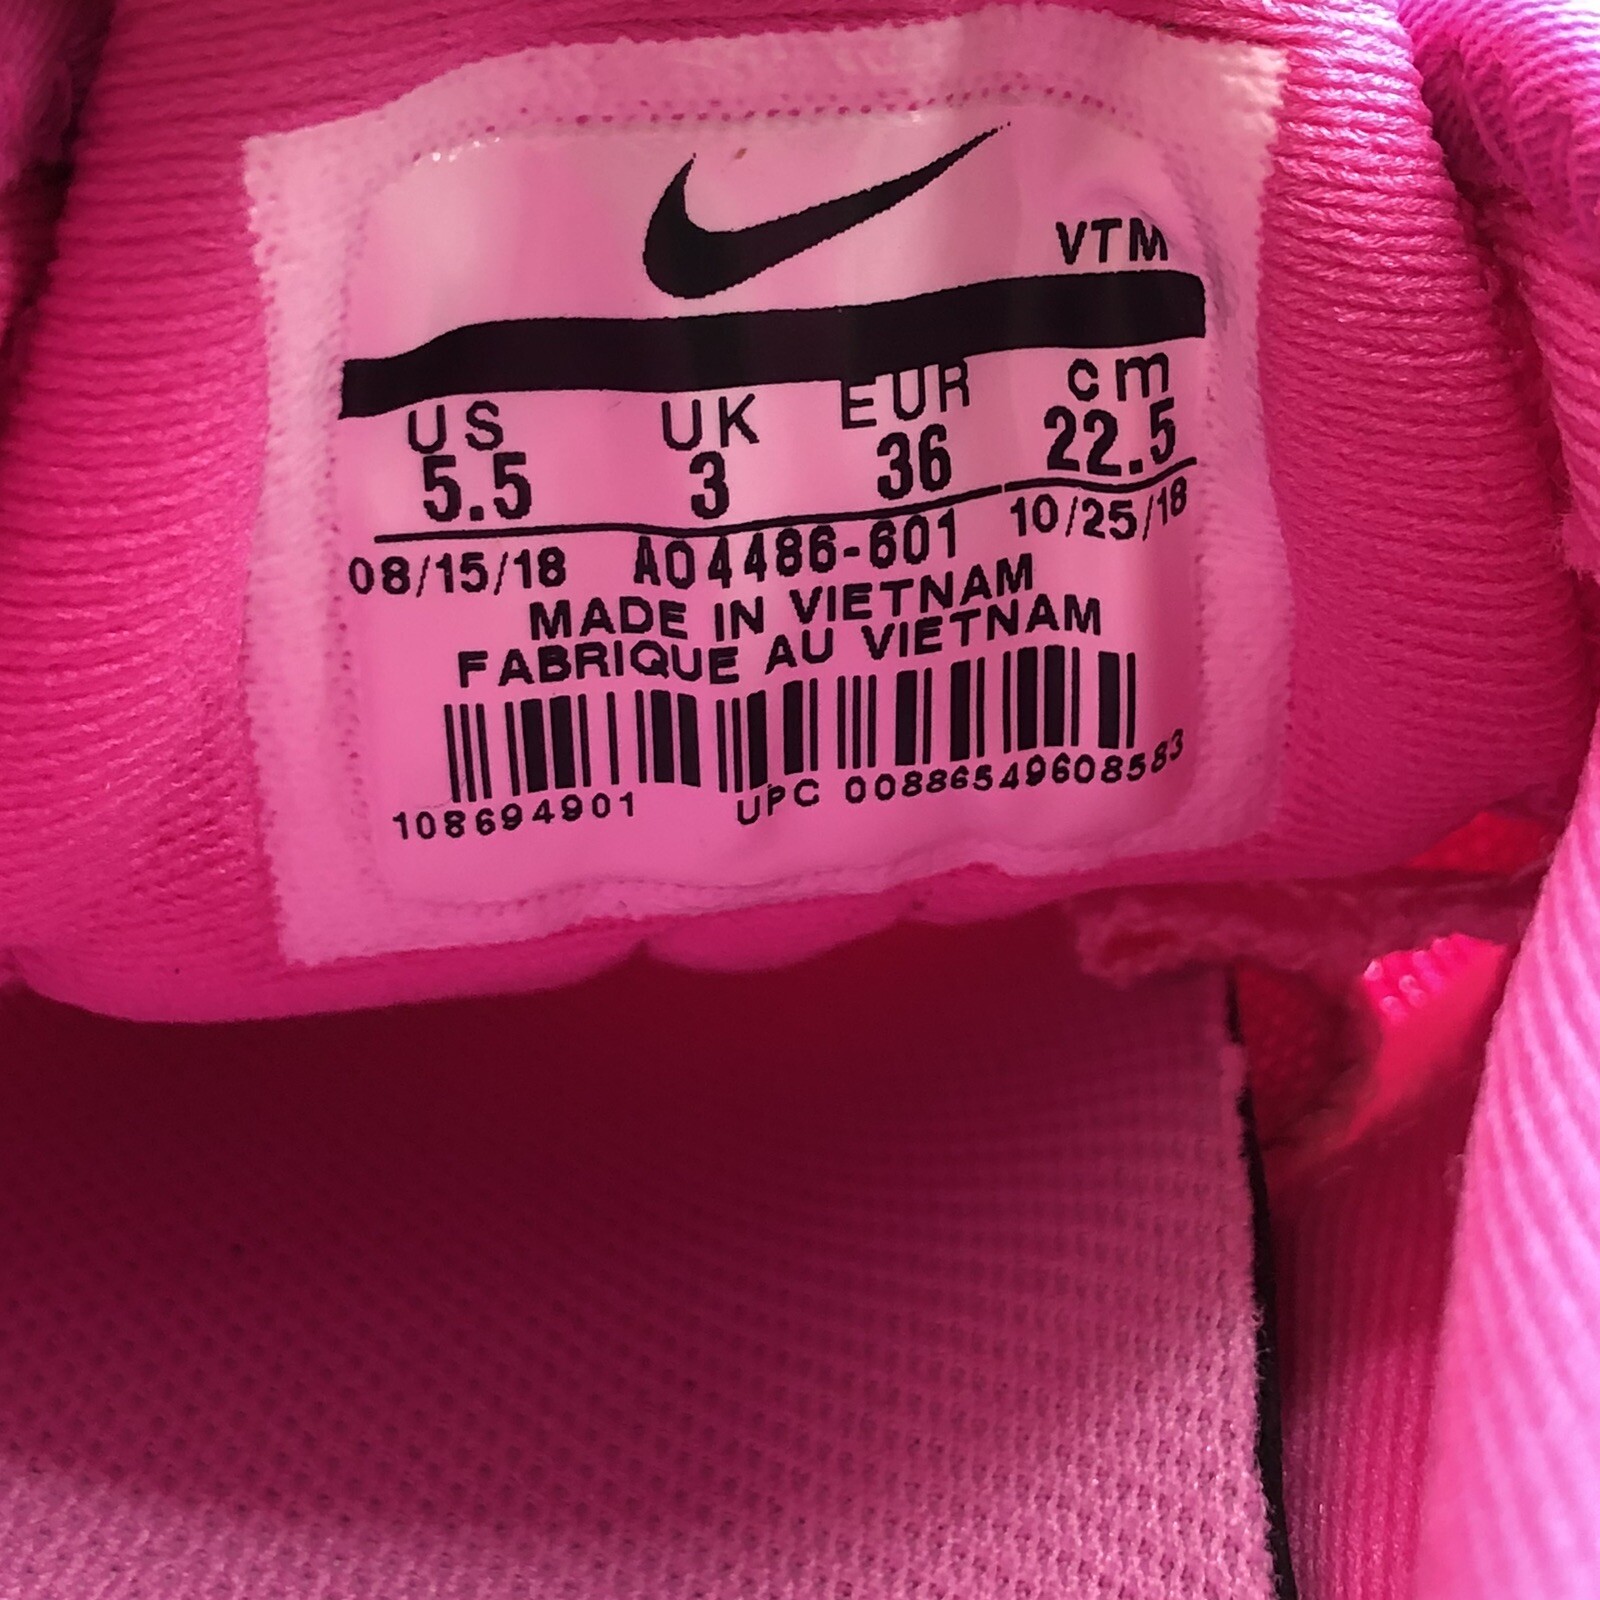 VTM
US UK EUR cm
5.5 3 36 22.5
08/15/18 AO4486-601 10/25/18
MADE IN VIETNAM
FABRIQUE AU VIETNAM
108694901 UPC 00886549608583